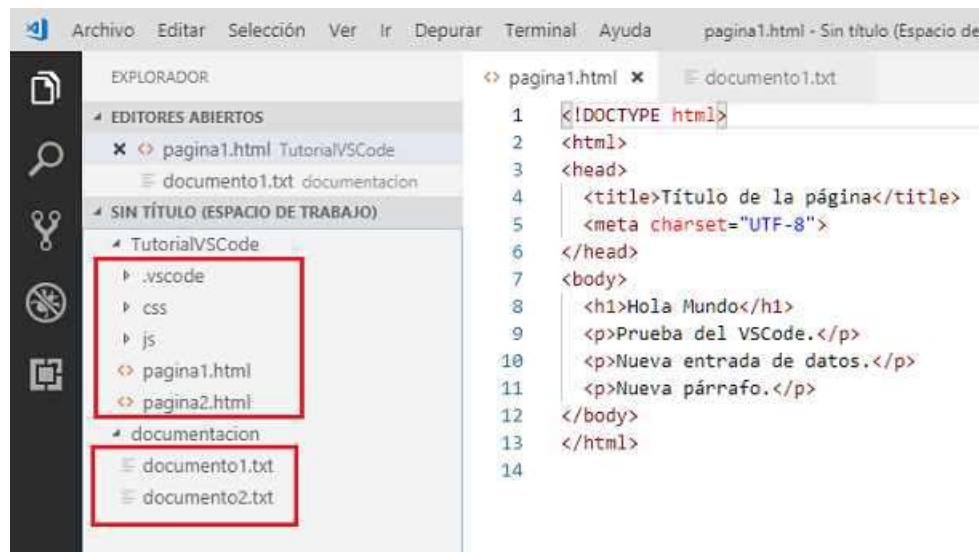 Archivo Editar Selección Ver Ir Depurar Terminal Ayuda pagina1.html - Sin título (Espacio de
EXPLORADOR
EDITORES ABIERTOS
pagina1.html TutorialVSCode
documento1.txt documentacion
SIN TÍTULO (ESPACIO DE TRABAJO)
TutorialVSCode
.vscode
css
js
pagina1.html
pagina2.html
documentacion
documento1.txt
documento2.txt
pagina1.html documento1.txt
1 <!DOCTYPE html>
2 <html>
3 <head>
4 <title>Título de la página</title>
5 <meta charset="UTF-8">
6 </head>
7 <body>
8 <h1>Hola Mundo</h1>
9 <p>Prueba del VSCode.</p>
10 <p>Nueva entrada de datos.</p>
11 <p>Nueva párrafo.</p>
12 </body>
13 </html>
14